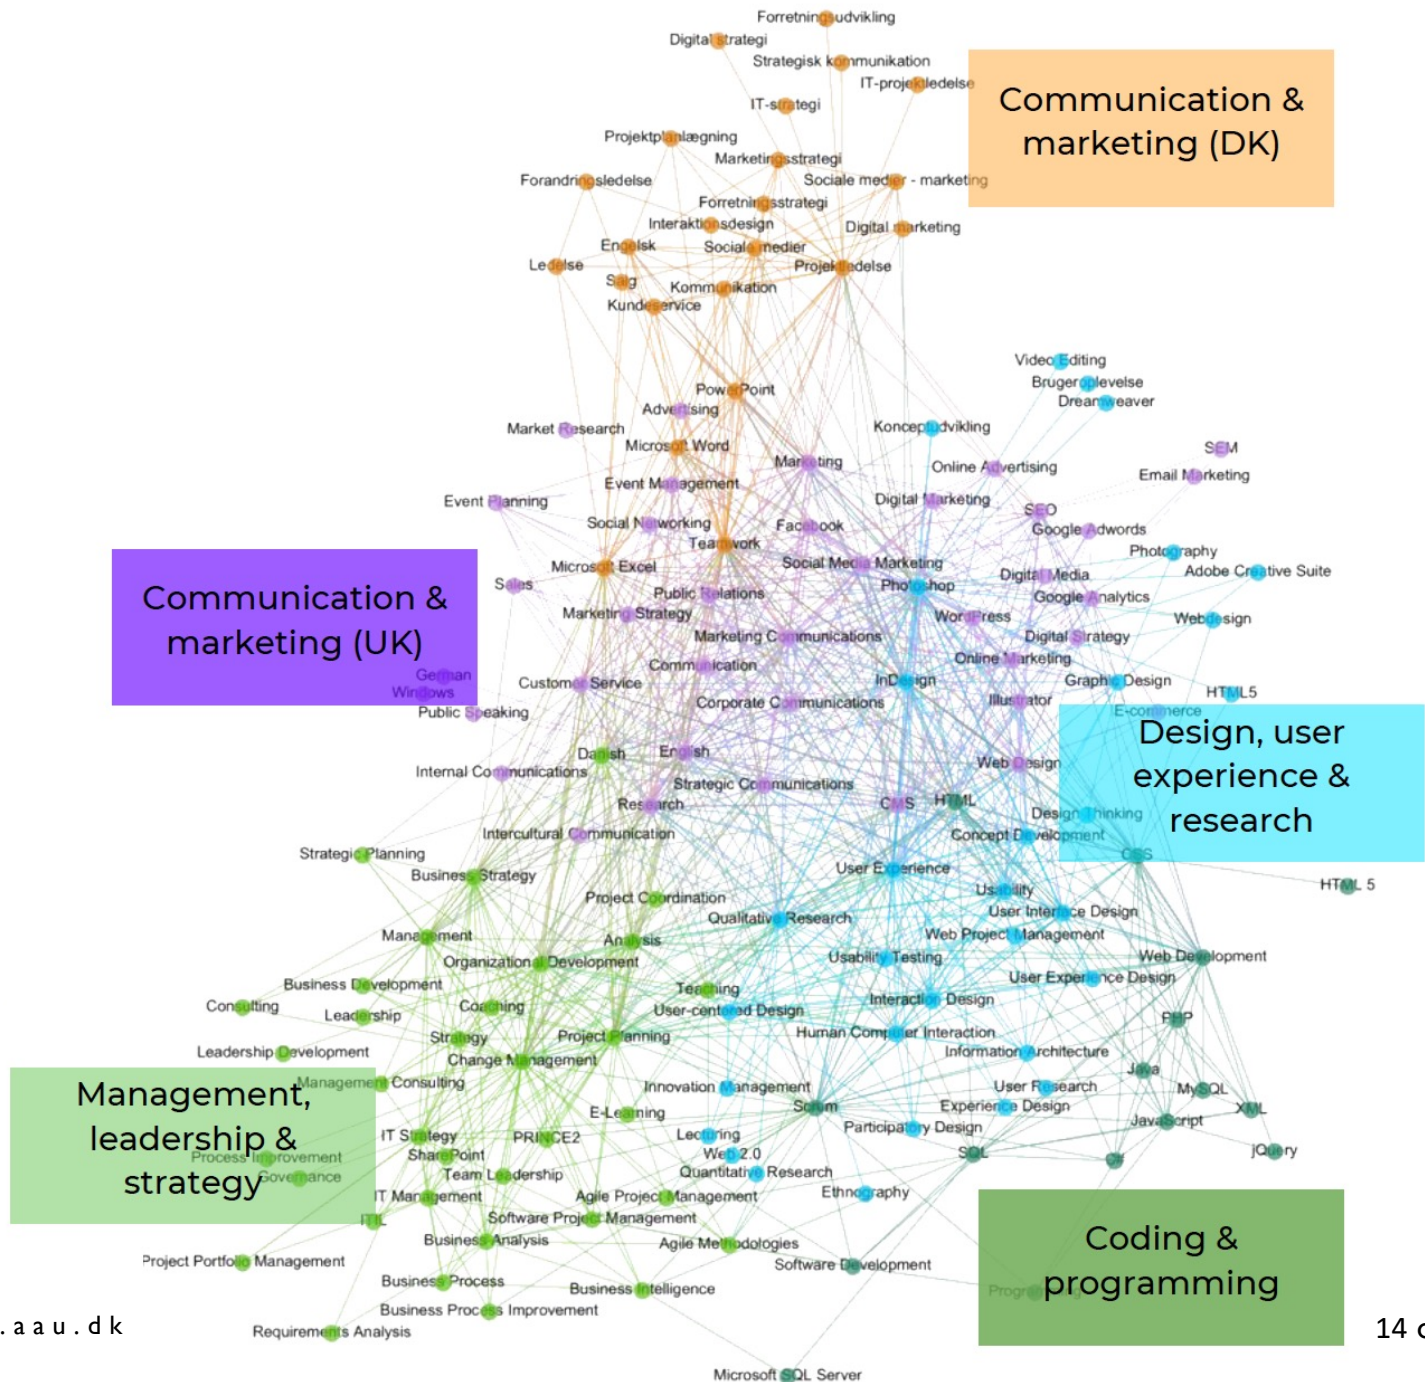 Forretningsudvikling
Digital strategi
Strategisk kommunikation
IT-projektledelse
Communication &
marketing (DK)
IT-strategi
Projektplanlægning
Marketingsstrategi
Forandringsledelse
Sociale medier - marketing
Forretningsstrategi
Interaktionsdesign
Digital marketing
Engelsk
Sociale medier
Ledelse
Projektledelse
Salg
Kommunikation
Kundeservice
Video Editing
Brugeroplevelse
PowerPoint
Dreamweaver
Advertising
Market Research
Konceptudvikling
Microsoft Word
SEM
Marketing
Online Advertising
Email Marketing
Event Management
Event Planning
Digital Marketing
SEO
Social Networking
Facebook
Google Adwords
Teamwork
Photography
Microsoft Excel
Social Media Marketing
Digital Media
Adobe Creative Suite
Sales
Photoshop
Public Relations
Google Analytics
Communication &
marketing (UK)
Marketing Strategy
WordPress
Webdesign
Marketing Communications
Digital Strategy
Communication
Online Marketing
German
Windows
Customer Service
InDesign
Graphic Design
HTML5
Public Speaking
Corporate Communications
Illustrator
E-commerce
Design, user
experience &
research
Danish
English
Web Design
Internal Communications
Strategic Communications
Research
CMS
HTML
Design Thinking
Intercultural Communication
Concept Development
CSS
Strategic Planning
Business Strategy
User Experience
HTML 5
Project Coordination
Usability
Qualitative Research
User Interface Design
Management
Analysis
Web Project Management
Organizational Development
Usability Testing
Web Development
Business Development
Teaching
User Experience Design
Consulting
Coaching
Leadership
User-centered Design
Interaction Design
PHP
Strategy
Project Planning
Human Computer Interaction
Leadership Development
Change Management
Information Architecture
Java
Management Consulting
Innovation Management
User Research
MySQL
Management,
leadership &
strategy
E-Learning
Scrum
Experience Design
XML
JavaScript
IT Strategy
PRINCE2
Lecturing
Participatory Design
Process Improvement
SharePoint
Web 2.0
SQL
C#
jQuery
Governance
Team Leadership
Quantitative Research
IT Management
Agile Project Management
Ethnography
ITIL
Software Project Management
Business Analysis
Agile Methodologies
Coding &
programming
Project Portfolio Management
Software Development
Business Process
Business Intelligence
Programming
Business Process Improvement
.aau.dk
Requirements Analysis
14
Microsoft SQL Server